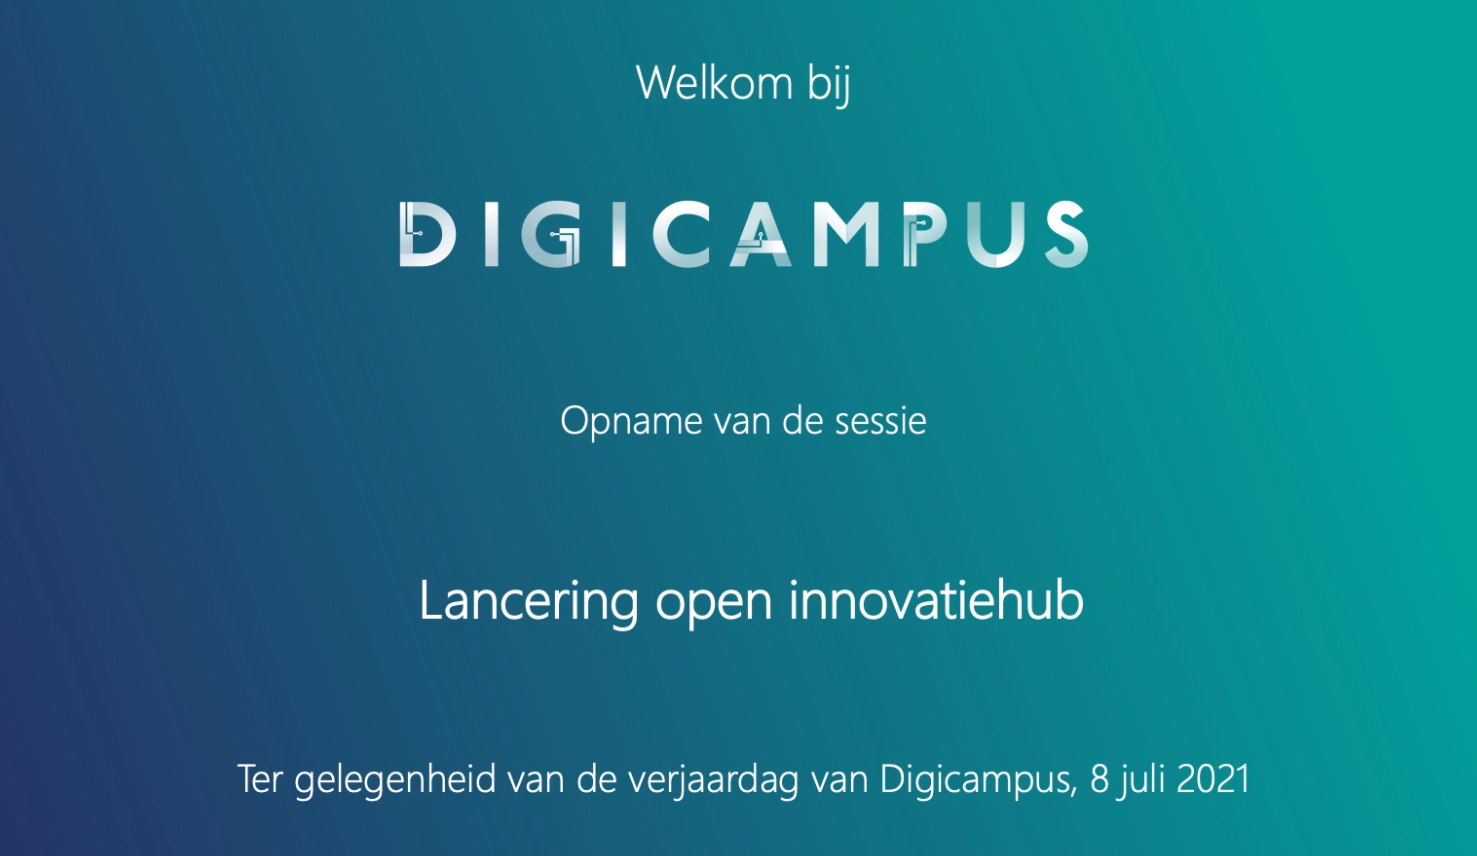 Welkom bij
DIGICAMPUS
Opname van de sessie
Lancering open innovatiehub
Ter gelegenheid van de verjaardag van Digicampus, 8 juli 2021